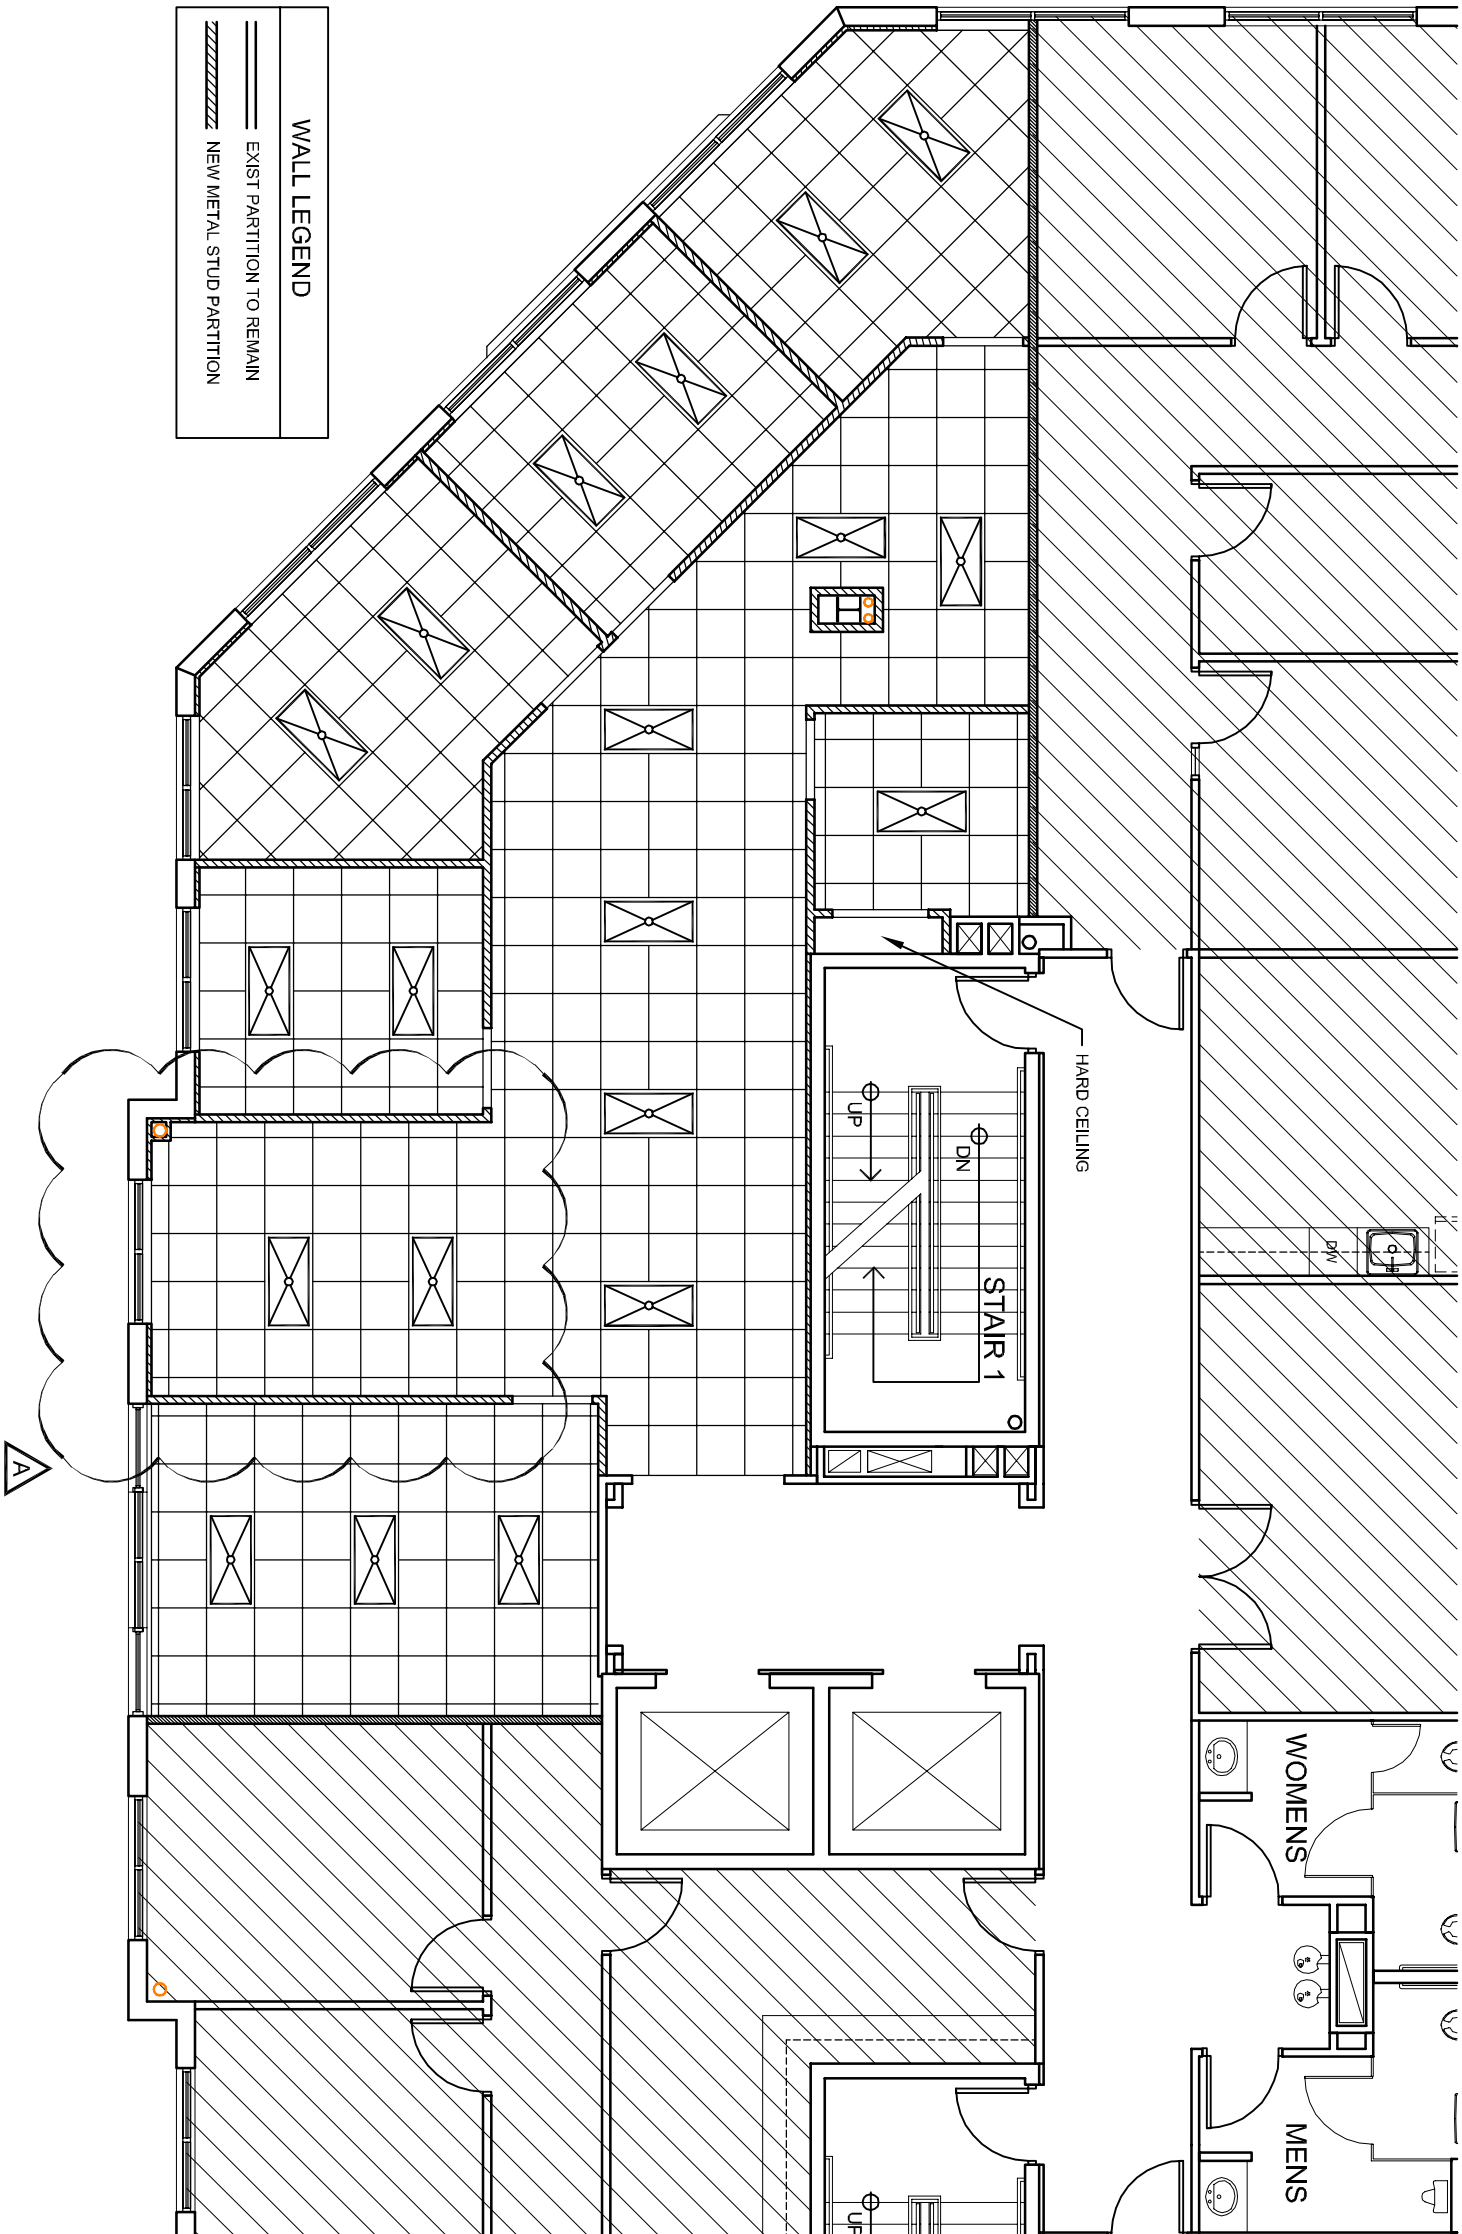 WALL LEGEND
EXIST PARTITION TO REMAIN
NEW METAL STUD PARTITION
HARD CEILING
UP
DN
STAIR 1
DW
A
WOMENS
MENS
UP